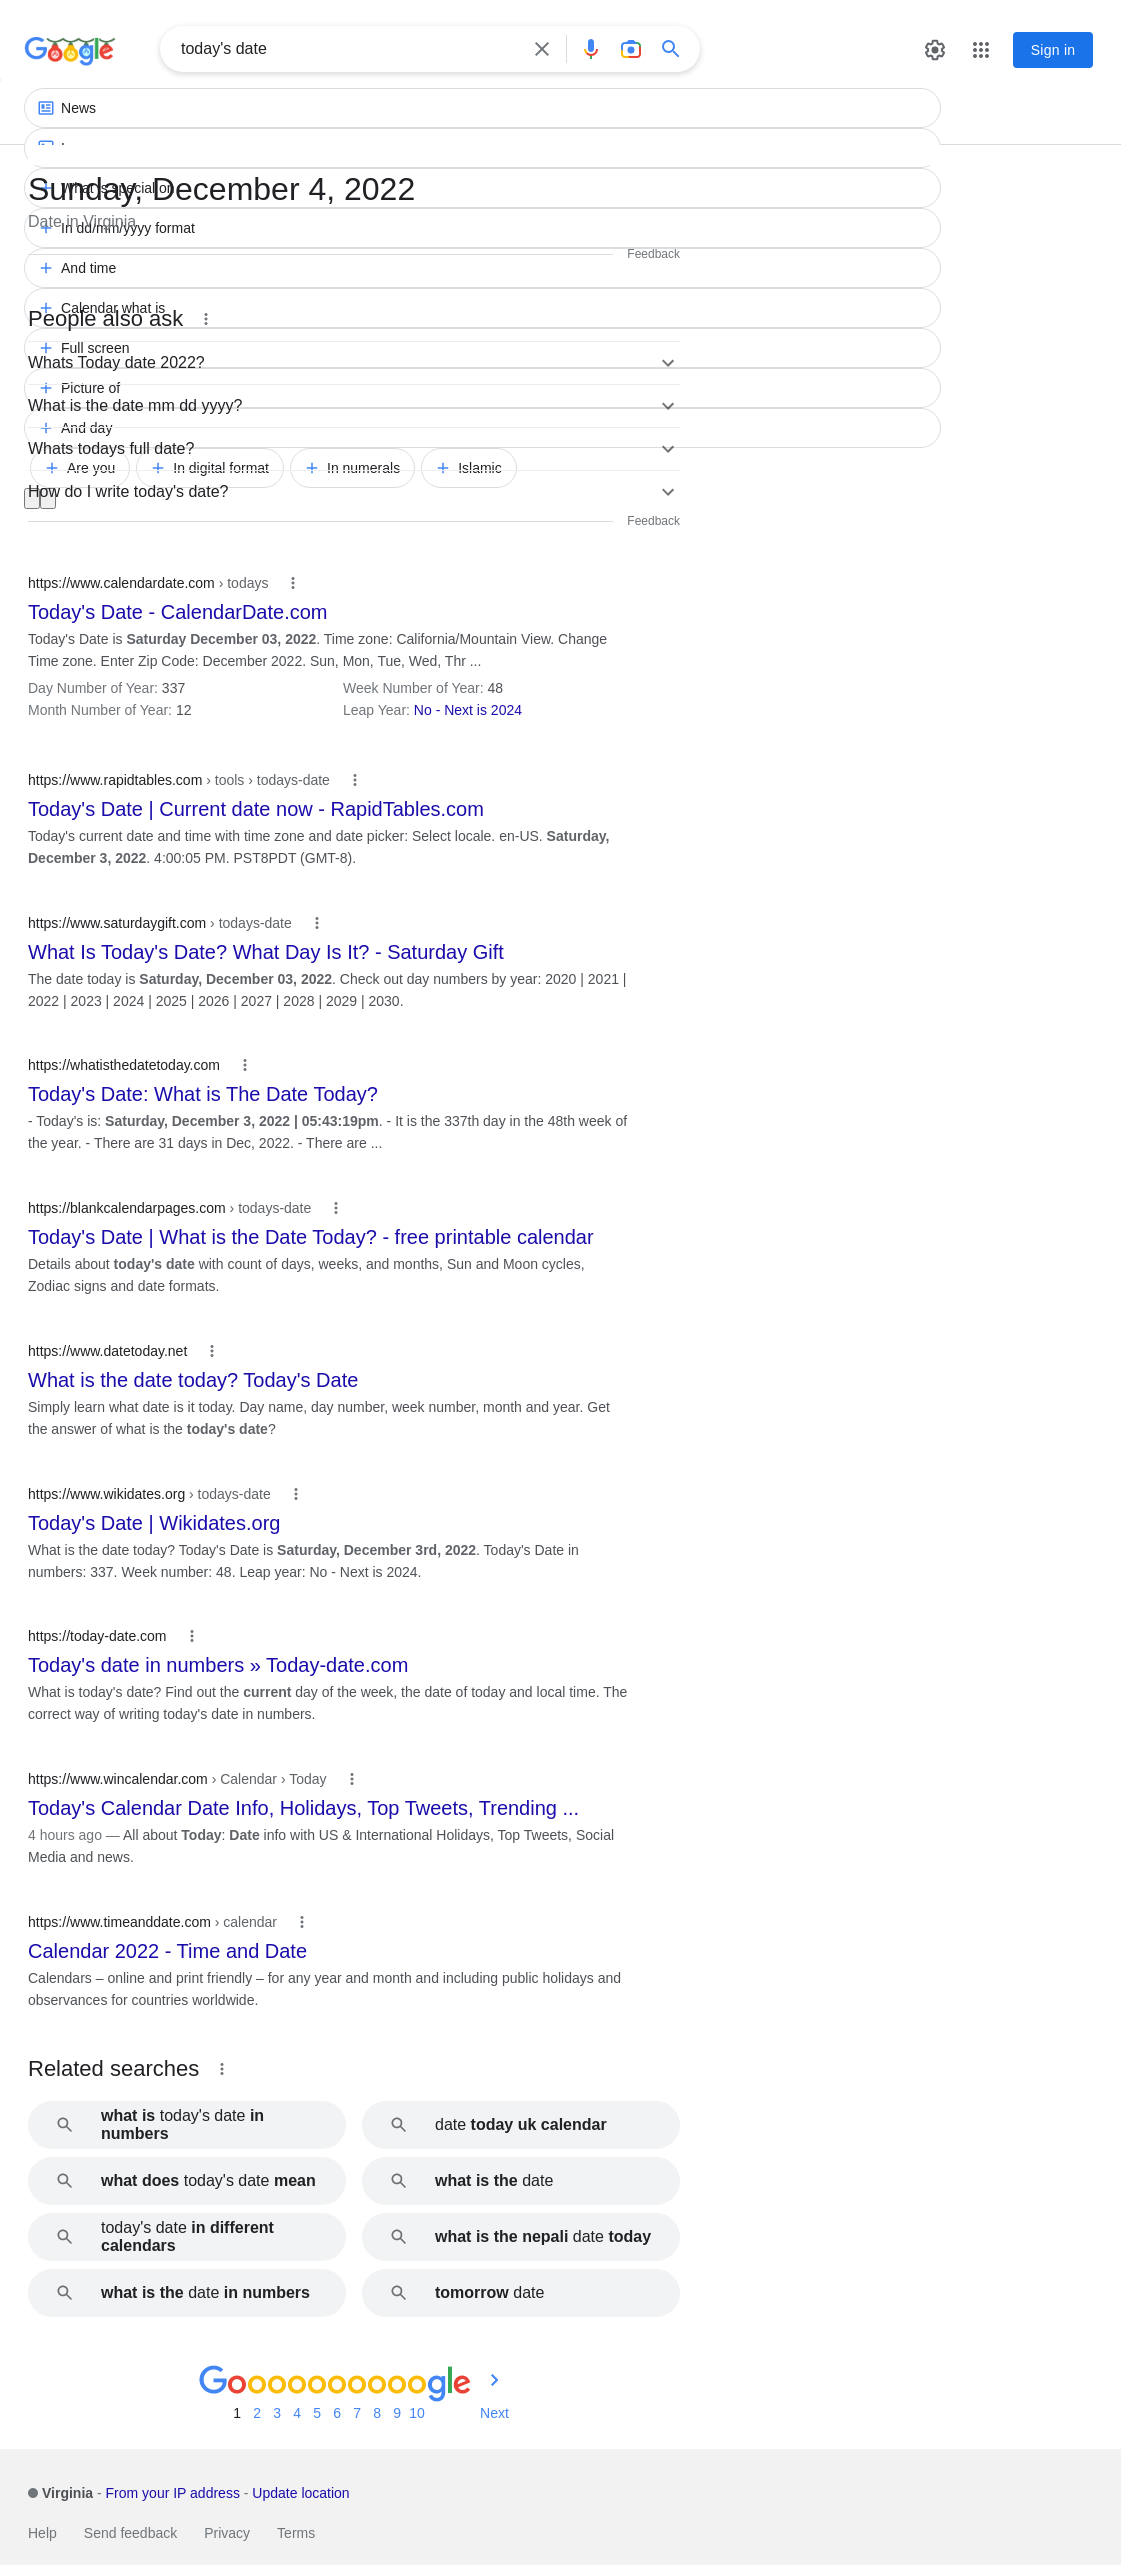 Google
today's date
Sign in
News
What is special on
Sunday, December 4, 2022
Date in Virginia
In dd/mm/yyyy format
Feedback
And time
Calendar what is
People also ask
Full screen
Whats Today date 2022?
Picture of
What is the date mm dd yyyy?
And day
Whats todays full date?
Are you
In digital format
In numerals
Islamic
How do I write today's date?
Feedback
https://www.calendardate.com › todays
Today's Date - CalendarDate.com
Today's Date is Saturday December 03, 2022. Time zone: California/Mountain View. Change
Time zone. Enter Zip Code: December 2022. Sun, Mon, Tue, Wed, Thr ...
Day Number of Year: 337
Week Number of Year: 48
Month Number of Year: 12
Leap Year: No - Next is 2024
https://www.rapidtables.com › tools › todays-date
Today's Date | Current date now - RapidTables.com
Today's current date and time with time zone and date picker: Select locale. en-US. Saturday,
December 3, 2022. 4:00:05 PM. PST8PDT (GMT-8).
https://www.saturdaygift.com › todays-date
What Is Today's Date? What Day Is It? - Saturday Gift
The date today is Saturday, December 03, 2022. Check out day numbers by year: 2020 | 2021 |
2022 | 2023 | 2024 | 2025 | 2026 | 2027 | 2028 | 2029 | 2030.
https://whatisthedatetoday.com
Today's Date: What is The Date Today?
- Today's is: Saturday, December 3, 2022 | 05:43:19pm. - It is the 337th day in the 48th week of
the year. - There are 31 days in Dec, 2022. - There are ...
https://blankcalendarpages.com › todays-date
Today's Date | What is the Date Today? - free printable calendar
Details about today's date with count of days, weeks, and months, Sun and Moon cycles,
Zodiac signs and date formats.
https://www.datetoday.net
What is the date today? Today's Date
Simply learn what date is it today. Day name, day number, week number, month and year. Get
the answer of what is the today's date?
https://www.wikidates.org › todays-date
Today's Date | Wikidates.org
What is the date today? Today's Date is Saturday, December 3rd, 2022. Today's Date in
numbers: 337. Week number: 48. Leap year: No - Next is 2024.
https://today-date.com
Today's date in numbers » Today-date.com
What is today's date? Find out the current day of the week, the date of today and local time. The
correct way of writing today's date in numbers.
https://www.wincalendar.com › Calendar › Today
Today's Calendar Date Info, Holidays, Top Tweets, Trending ...
4 hours ago — All about Today: Date info with US & International Holidays, Top Tweets, Social
Media and news.
https://www.timeanddate.com › calendar
Calendar 2022 - Time and Date
Calendars – online and print friendly – for any year and month and including public holidays and
observances for countries worldwide.
Related searches
what is today's date in
numbers
date today uk calendar
what does today's date mean
what is the date
today's date in different
calendars
what is the nepali date today
what is the date in numbers
tomorrow date
Goooooooooogle
1 2 3 4 5 6 7 8 9 10 Next
Virginia - From your IP address - Update location
Help Send feedback Privacy Terms